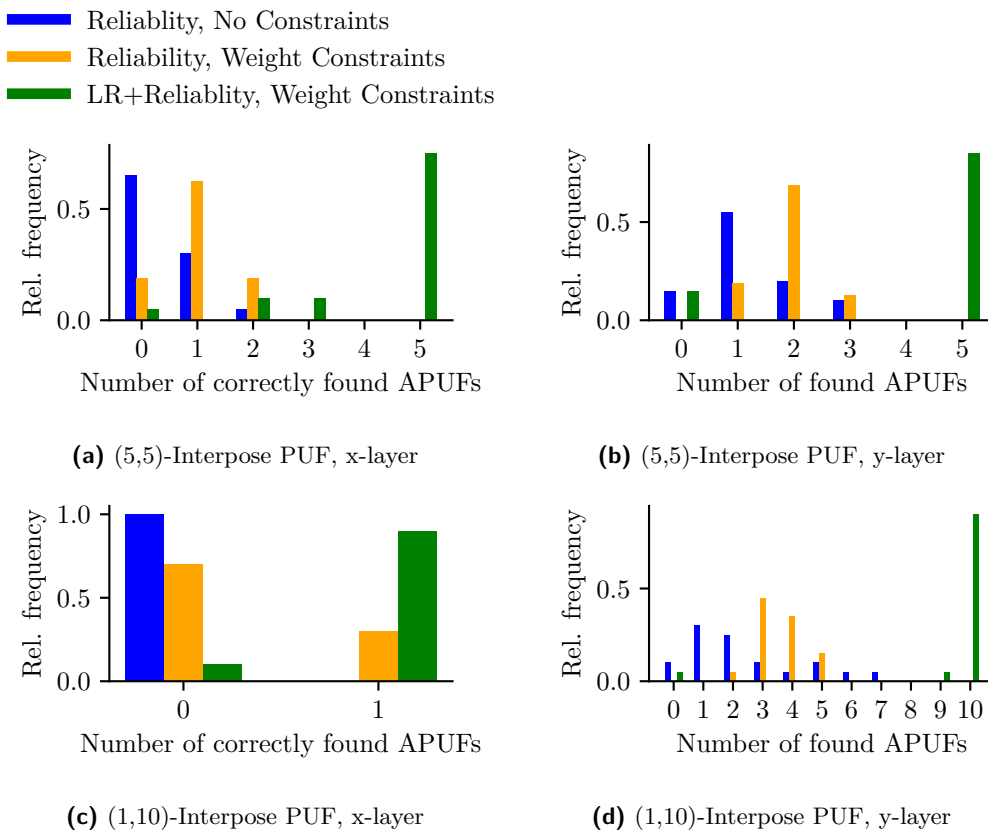 Reliablity, No Constraints
Reliability, Weight Constraints
LR+Reliablity, Weight Constraints
Rel. frequency
0.5
0.0
0 1 2 3 4 5
Number of correctly found APUFs
(a) (5,5)-Interpose PUF, x-layer
Rel. frequency
0.5
0.0
0 1 2 3 4 5
Number of found APUFs
(b) (5,5)-Interpose PUF, y-layer
Rel. frequency
1.0
0.5
0.0
0 1
Number of correctly found APUFs
(c) (1,10)-Interpose PUF, x-layer
Rel. frequency
0.5
0.0
0 1 2 3 4 5 6 7 8 9 10
Number of found APUFs
(d) (1,10)-Interpose PUF, y-layer